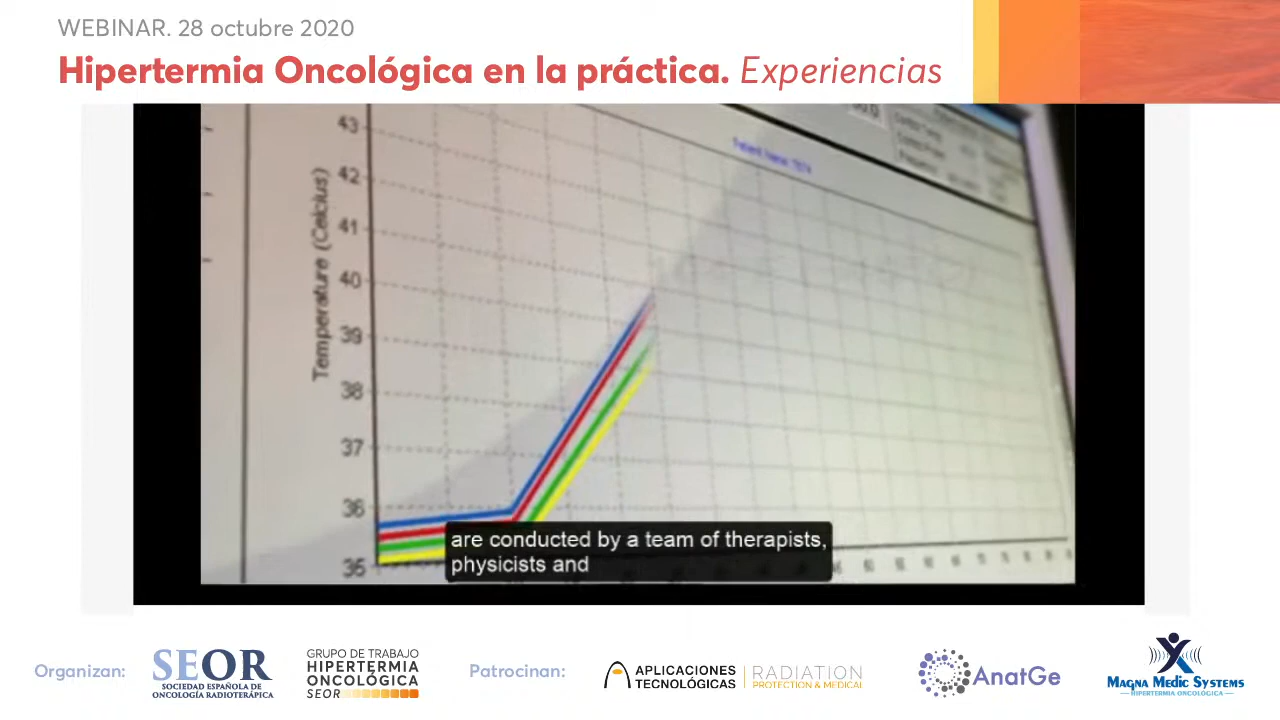 WEBINAR. 28 octubre 2020
Hipertermia Oncológica en la práctica. Experiencias
43
42
41
40
39
38
37
36
35
Temperature (Celcius)
are conducted by a team of therapists,
physicists and
Organizan:
SEOR
SOCIEDAD ESPAÑOLA DE
ONCOLOGÍA RADIOTERÁPICA
GRUPO DE TRABAJO
HIPERTERMIA
ONCOLÓGICA
SEOR
Patrocinan:
APLICACIONES
TECNOLÓGICAS
RADIATION
PROTECTION & MEDICAL
AnatGe
MAGNA MEDIC SYSTEMS
HIPERTERMIA ONCOLÓGICA